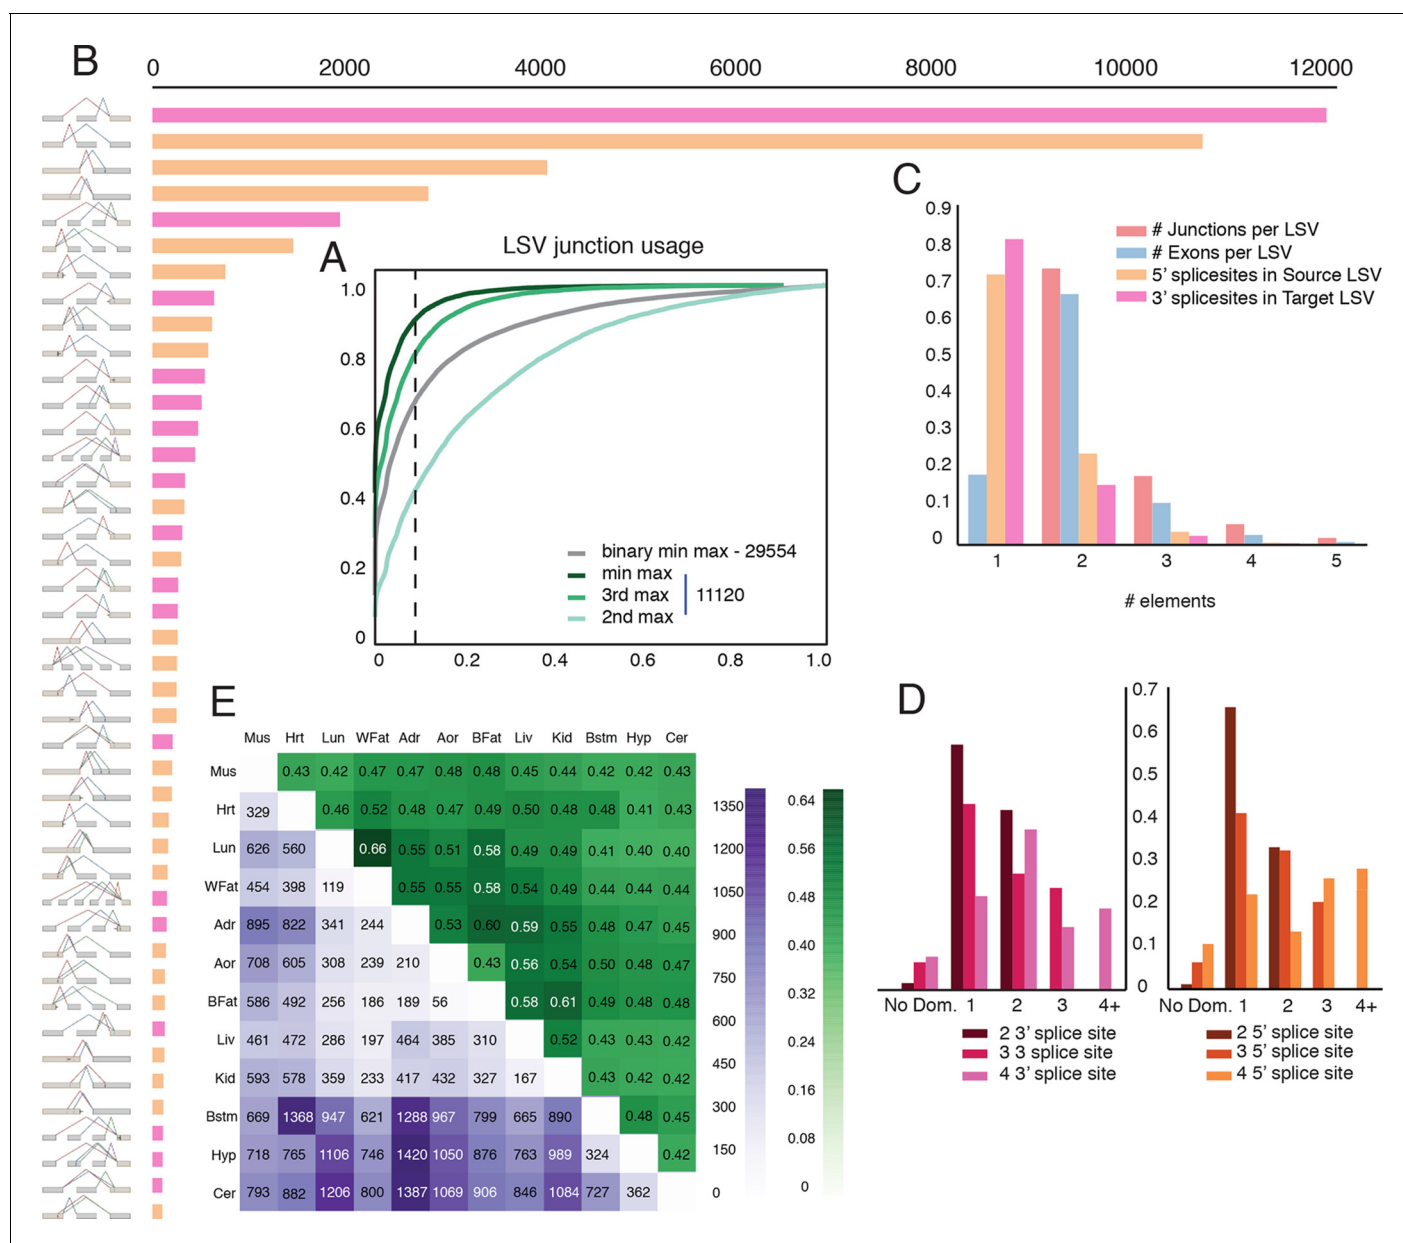 B
0 2000 4000 6000 8000 10000 12000
A
LSV junction usage
1.0
0.8
0.6
0.4
0.2
0
0 0.2 0.4 0.6 0.8 1.0
binary min max - 29554
min max
3rd max
2nd max
11120
C
0.9
0.8
0.7
0.6
0.5
0.4
0.3
0.2
0.1
0
# Junctions per LSV
# Exons per LSV
5' splicesites in Source LSV
3' splicesites in Target LSV
1 2 3 4 5
# elements
D
0.7
0.6
0.5
0.4
0.3
0.2
0.1
0
No Dom. 1 2 3 4+
2 3' splice site
3 3 splice site
4 3' splice site
No Dom. 1 2 3 4+
2 5' splice site
3 5' splice site
4 5' splice site
E
Mus Hrt Lun WFat Adr Aor BFat Liv Kid Bstm Hyp Cer
Mus 0.43 0.42 0.47 0.47 0.48 0.48 0.45 0.44 0.42 0.42 0.43
Hrt 329 0.46 0.52 0.48 0.47 0.49 0.50 0.48 0.48 0.41 0.43
Lun 626 560 0.66 0.55 0.51 0.58 0.49 0.49 0.41 0.40 0.40
WFat 454 398 119 0.55 0.55 0.58 0.54 0.49 0.44 0.44 0.44
Adr 895 822 341 244 0.53 0.60 0.59 0.55 0.48 0.47 0.45
Aor 708 605 308 239 210 0.43 0.56 0.54 0.50 0.48 0.47
BFat 586 492 256 186 189 56 0.58 0.61 0.49 0.48 0.48
Liv 461 472 286 197 464 385 310 0.52 0.43 0.43 0.42
Kid 593 578 359 233 417 432 327 167 0.43 0.42 0.42
Bstm 669 1368 947 621 1288 967 799 665 890 0.48 0.45
Hyp 718 765 1106 746 1420 1050 876 763 989 324 0.42
Cer 793 882 1206 800 1387 1069 906 846 1084 727 362
1350
1200
1050
900
750
600
450
300
150
0
0.64
0.56
0.48
0.40
0.32
0.24
0.16
0.08
0